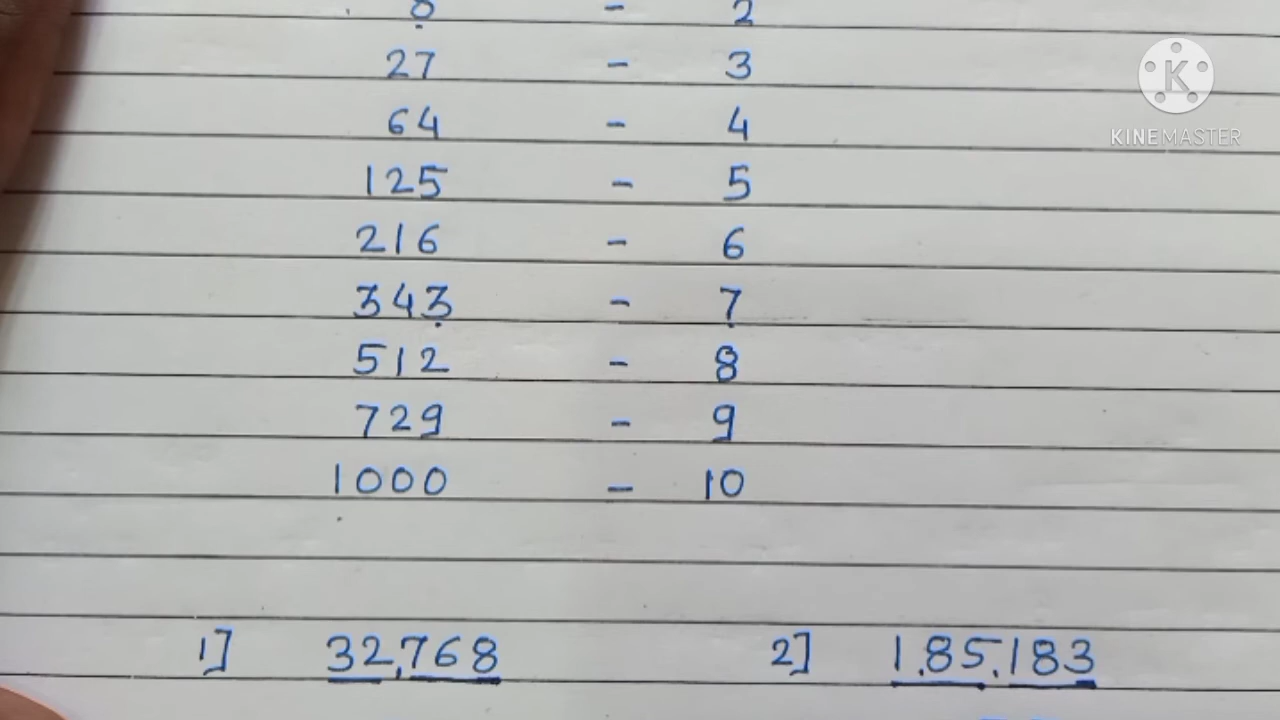 8 - 2
27 - 3
KINEMASTER
64 - 4
125 - 5
216 - 6
343 - 7
512 - 8
729 - 9
1000 - 10
1] 32,768 2] 1,85,183